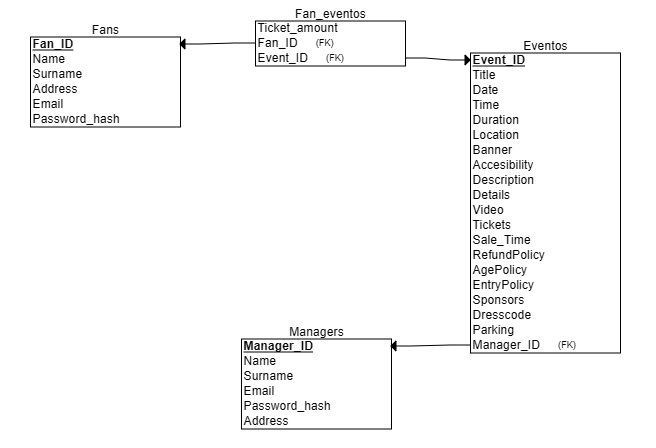 Fans
Fan_ID
Name
Surname
Address
Email
Password_hash
Fan_eventos
Ticket_amount
Fan_ID (FK)
Event_ID (FK)
Eventos
Event_ID
Title
Date
Time
Duration
Location
Banner
Accesibility
Description
Details
Video
Tickets
Sale_Time
RefundPolicy
AgePolicy
EntryPolicy
Sponsors
Dresscode
Parking
Manager_ID (FK)
Managers
Manager_ID
Name
Surname
Email
Password_hash
Address